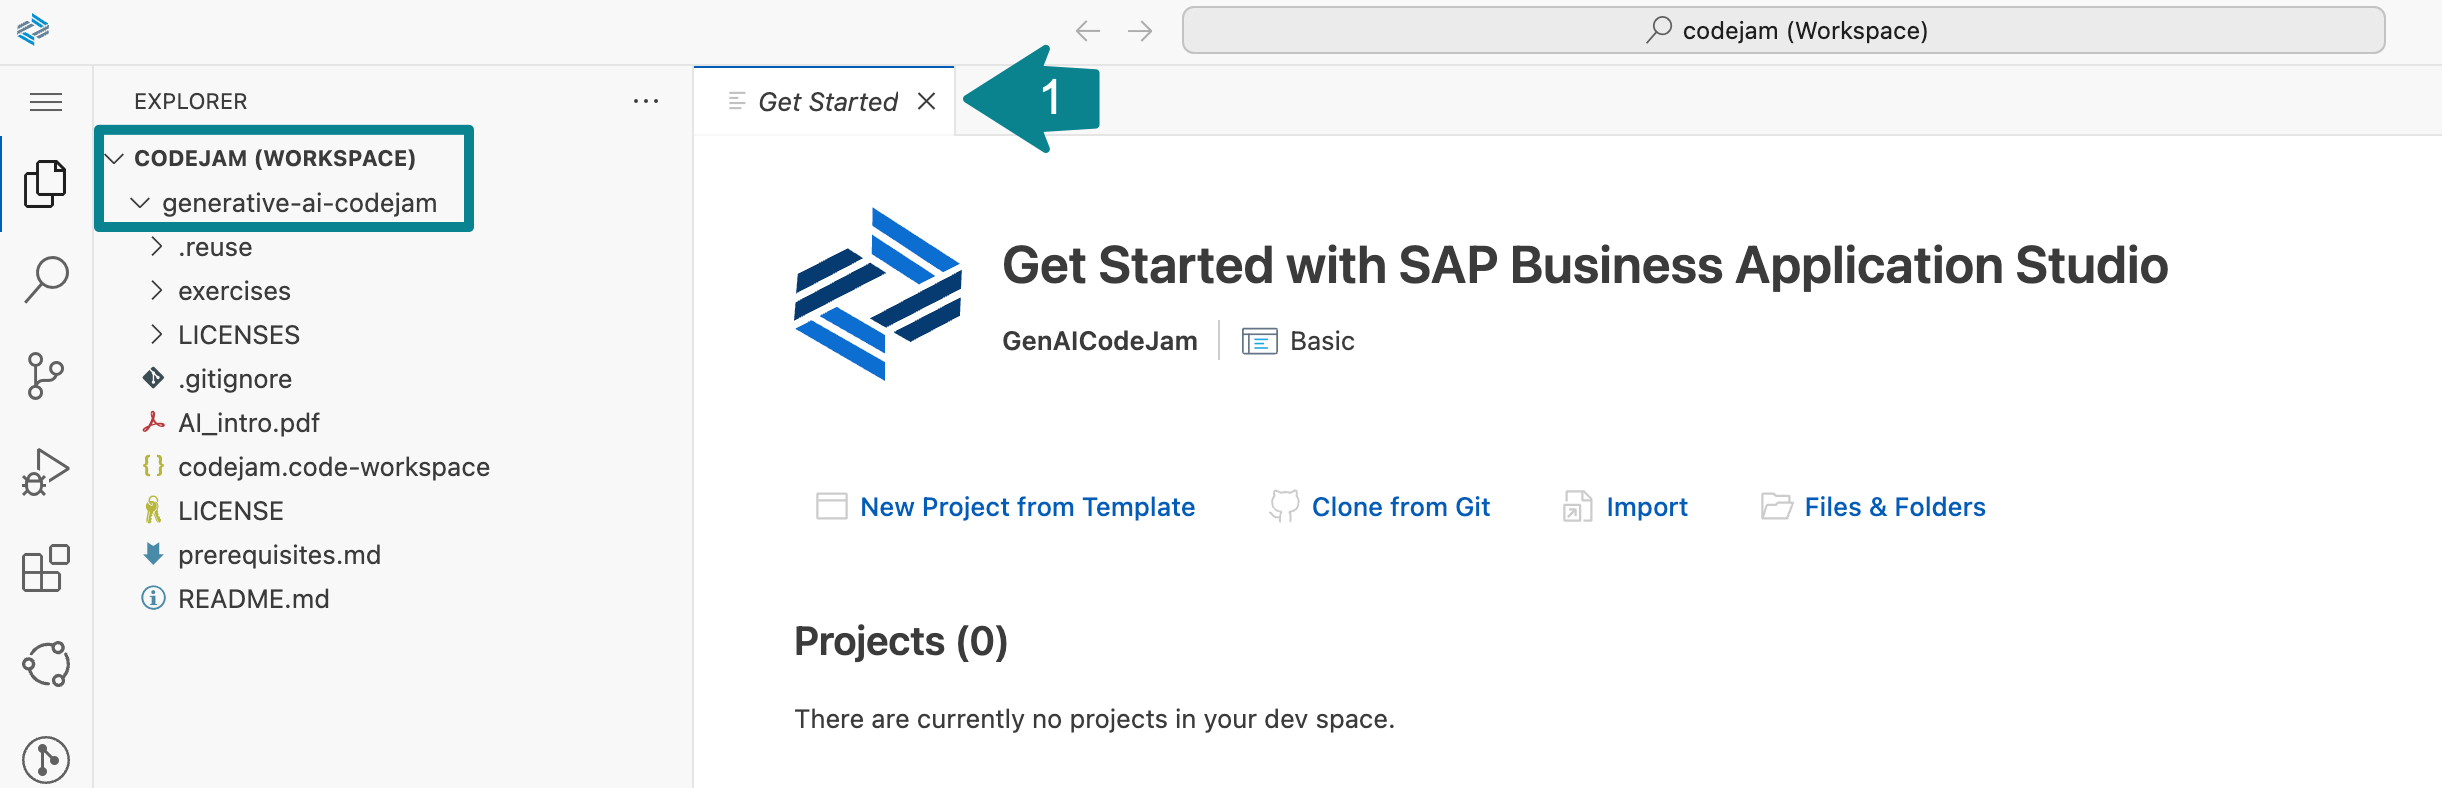 codejam (Workspace)
EXPLORER
Get Started
1
CODEJAM (WORKSPACE)
generative-ai-codejam
.reuse
exercises
LICENSES
.gitignore
AI_intro.pdf
codejam.code-workspace
LICENSE
prerequisites.md
README.md
Get Started with SAP Business Application Studio
GenAICodeJam
Basic
New Project from Template
Clone from Git
Import
Files & Folders
Projects (0)
There are currently no projects in your dev space.